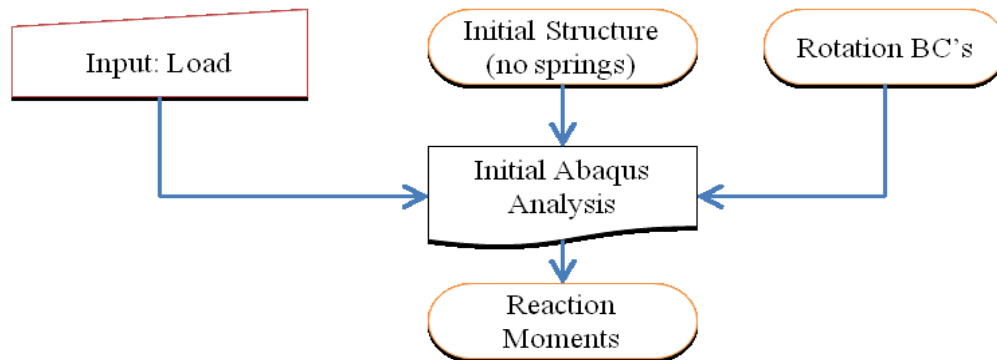 Input: Load
Initial Structure
(no springs)
Rotation BC’s
Initial Abaqus
Analysis
Reaction
Moments